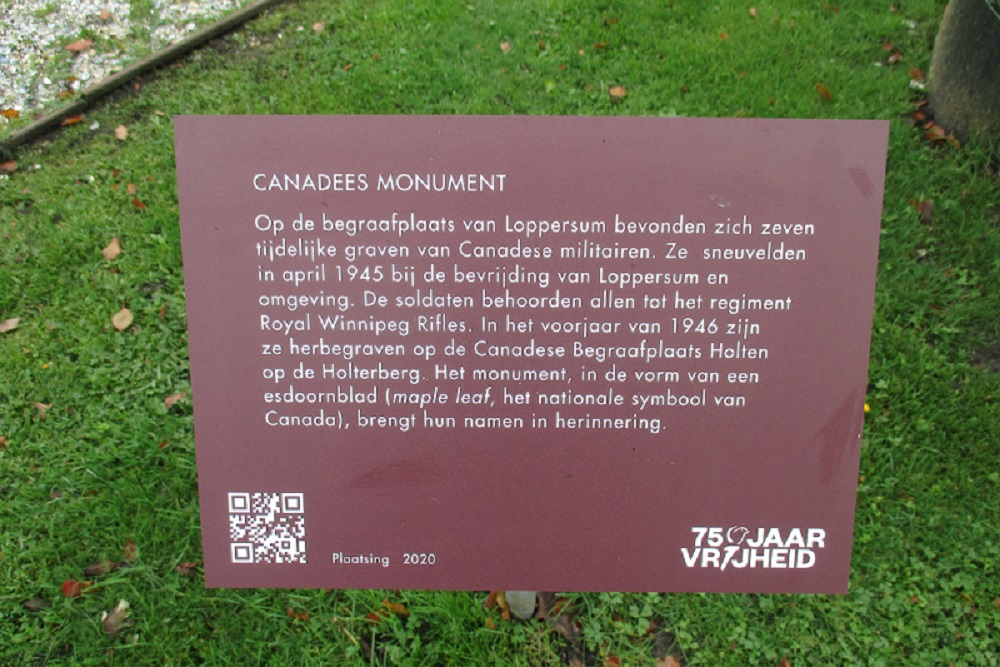 CANADEES MONUMENT
Op de begraafplaats van Loppersum bevonden zich zeven
tijdelijke graven van Canadese militairen. Ze sneuvelden
in april 1945 bij de bevrijding van Loppersum en
omgeving. De soldaten behoorden allen tot het regiment
Royal Winnipeg Rifles. In het voorjaar van 1946 zijn
ze herbegraven op de Canadese Begraafplaats Holten
op de Holterberg. Het monument, in de vorm van een
esdoornblad (maple leaf, het nationale symbool van
Canada), brengt hun namen in herinnering.
Plaatsing 2020
75 JAAR
VRIJHEID